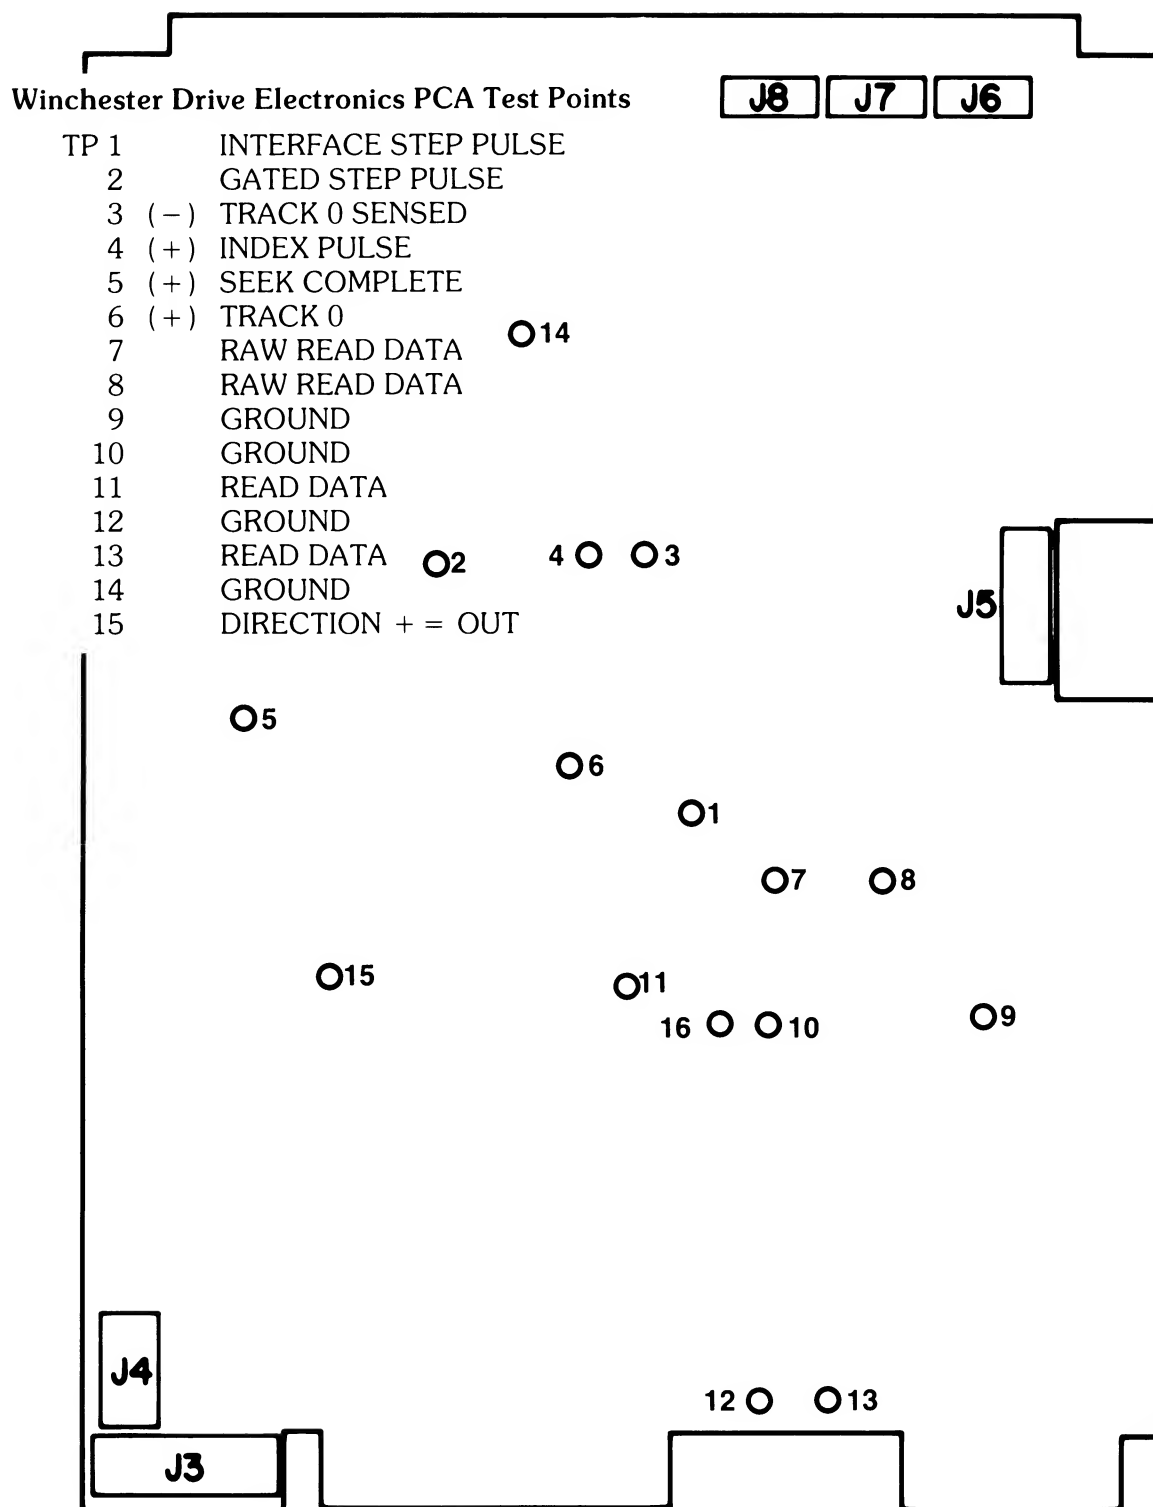 Winchester Drive Electronics PCA Test Points
J8 J7 J6
TP 1 INTERFACE STEP PULSE
2 GATED STEP PULSE
3 (−) TRACK 0 SENSED
4 (+) INDEX PULSE
5 (+) SEEK COMPLETE
6 (+) TRACK 0
7 RAW READ DATA
8 RAW READ DATA
9 GROUND
10 GROUND
11 READ DATA
12 GROUND
13 READ DATA
14 GROUND
15 DIRECTION + = OUT
14
2 4 3
J5
5
6
1
7 8
15 11
16 10 9
J4
12 13
J3